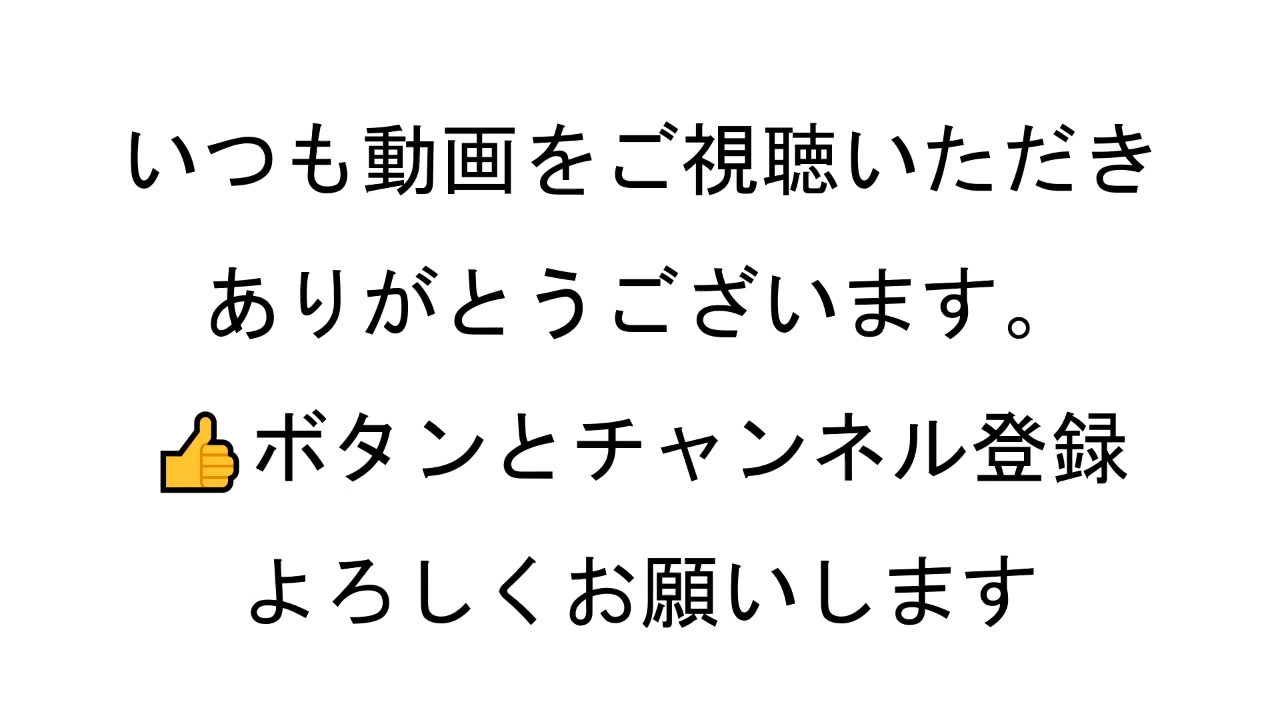 いつも動画をご視聴いただき
ありがとうございます。
👍ボタンとチャンネル登録
よろしくお願いします